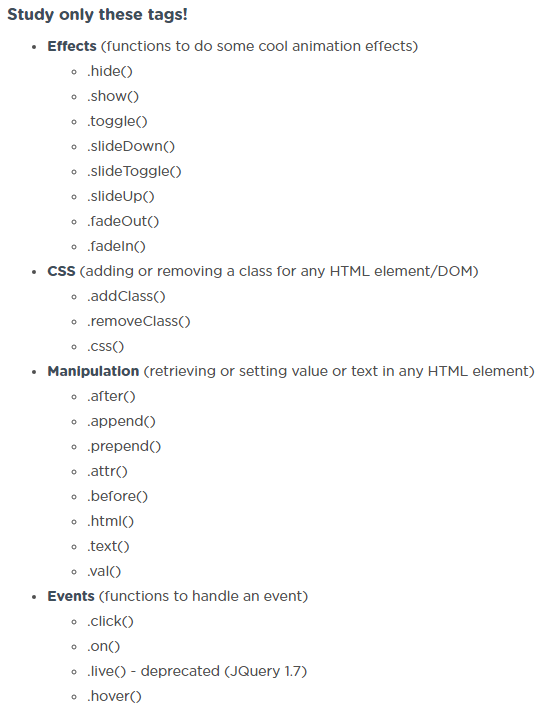 Study only these tags!
Effects (functions to do some cool animation effects)
.hide()
.show()
.toggle()
.slideDown()
.slideToggle()
.slideUp()
.fadeOut()
.fadeIn()
CSS (adding or removing a class for any HTML element/DOM)
.addClass()
.removeClass()
.css()
Manipulation (retrieving or setting value or text in any HTML element)
.after()
.append()
.prepend()
.attr()
.before()
.html()
.text()
.val()
Events (functions to handle an event)
.click()
.on()
.live() - deprecated (JQuery 1.7)
.hover()